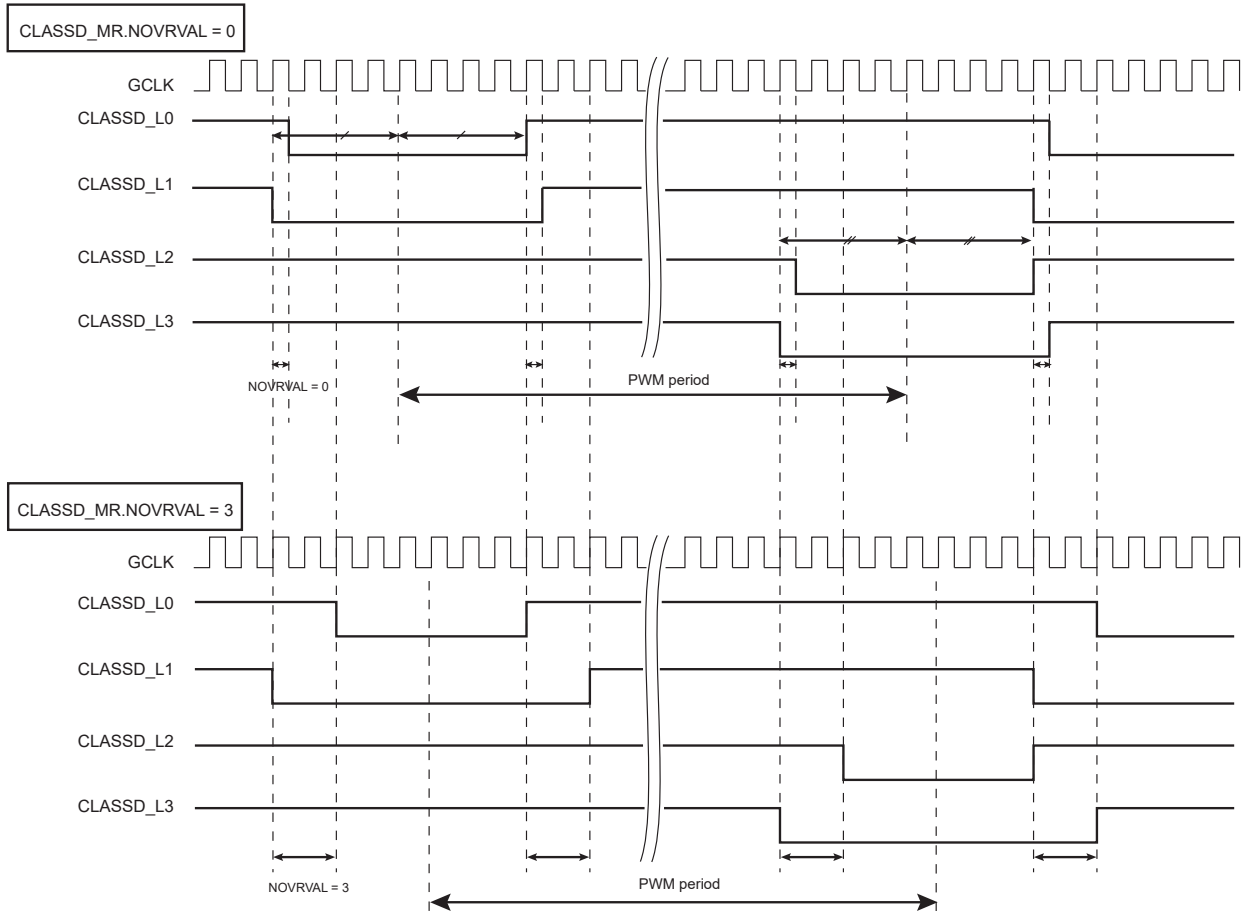 CLASSD_MR.NOVRVAL = 0
GCLK
CLASSD_L0
CLASSD_L1
CLASSD_L2
CLASSD_L3
NOVRVAL = 0
PWM period
CLASSD_MR.NOVRVAL = 3
GCLK
CLASSD_L0
CLASSD_L1
CLASSD_L2
CLASSD_L3
NOVRVAL = 3
PWM period